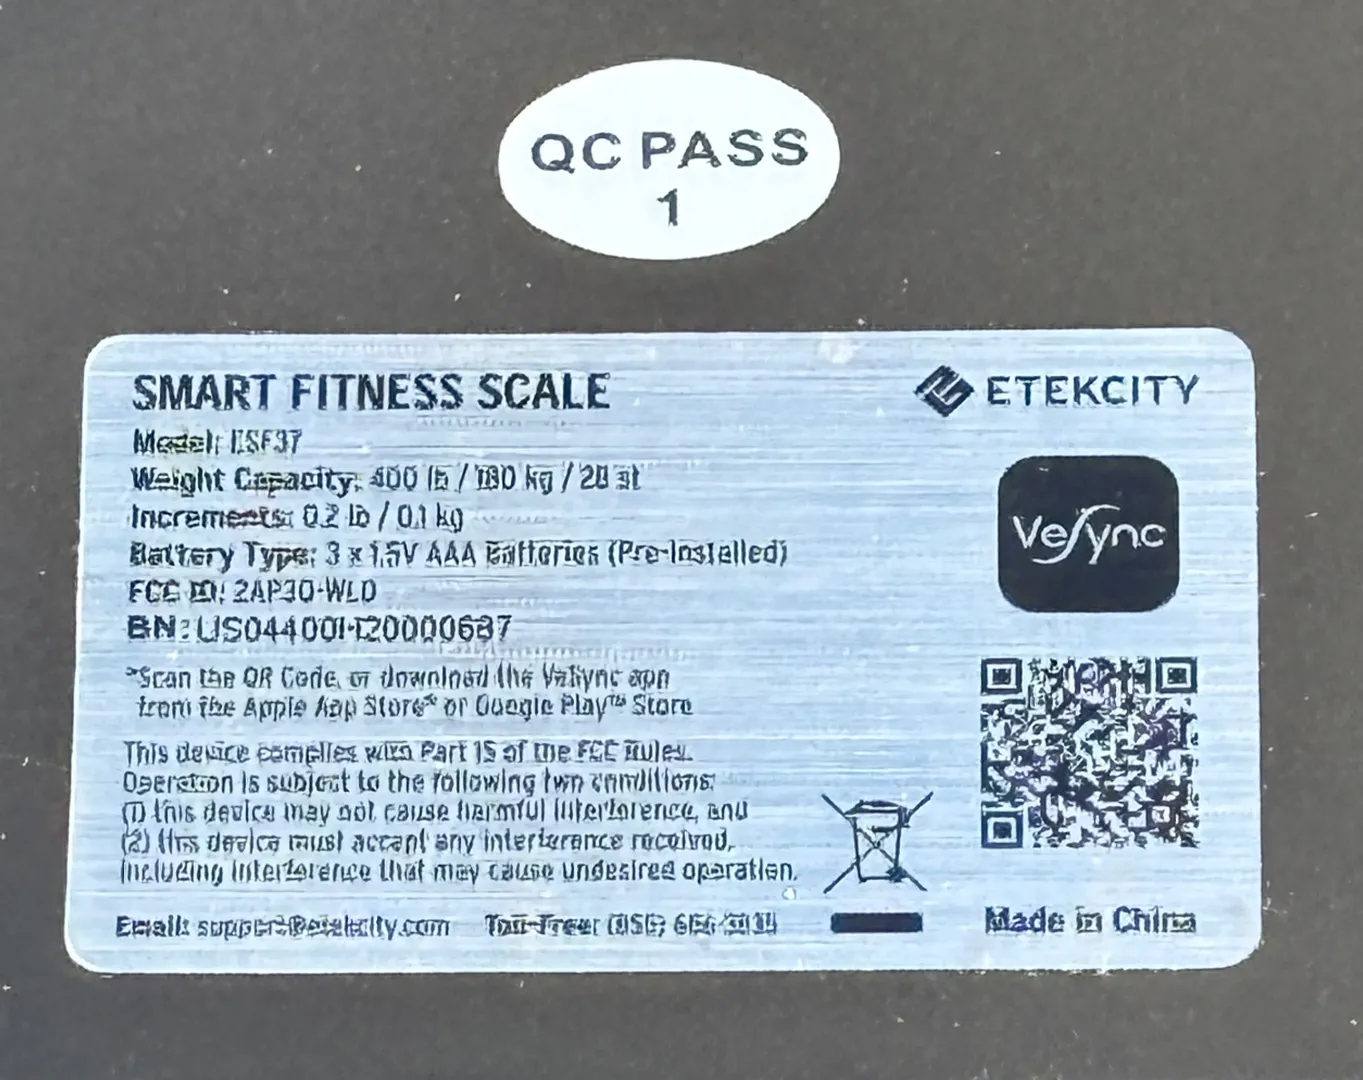 QC PASS
1
SMART FITNESS SCALE
ETEKCITY
Model: ESF37
Weight Capacity: 400 lb / 180 kg / 28 st
Increments: 0.2 lb / 0.1 kg
Battery Type: 3 x 1.5V AAA Batteries (Pre-Installed)
FCC ID:
BN:
VeSync
*Scan the QR Code, or download the VeSync app
from the Apple App Store® or Google Play™ Store
This device complies with Part 15 of the FCC Rules.
Operation is subject to the following two conditions:
(1) this device may not cause harmful interference, and
(2) this device must accept any interference received,
including interference that may cause undesired operation.
Email: support@etekcity.com Toll-Free:
Made in China